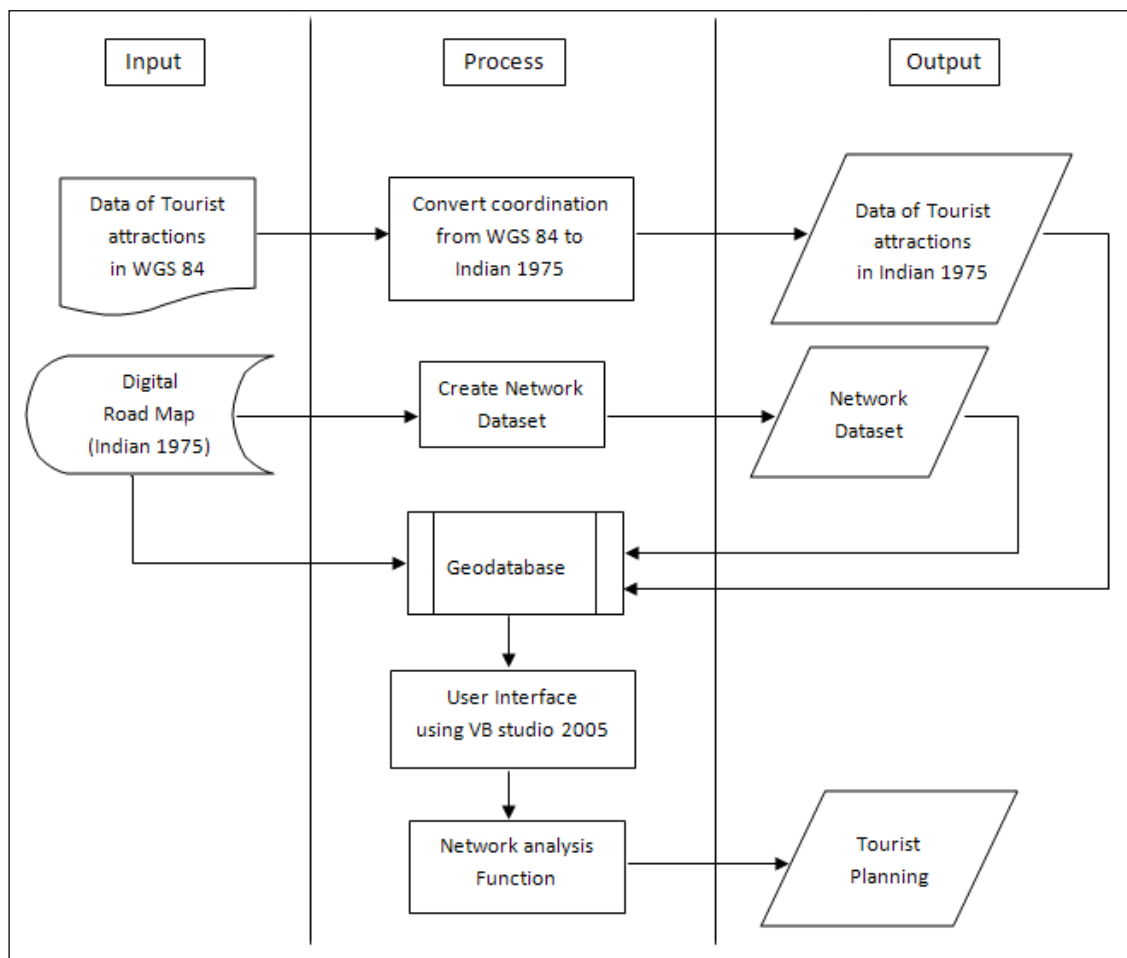 Input
Process
Output
Data of Tourist
attractions
in WGS 84
Convert coordination
from WGS 84 to
Indian 1975
Data of Tourist
attractions
in Indian 1975
Digital
Road Map
(Indian 1975)
Create Network
Dataset
Network
Dataset
Geodatabase
User Interface
using VB studio 2005
Network analysis
Function
Tourist
Planning